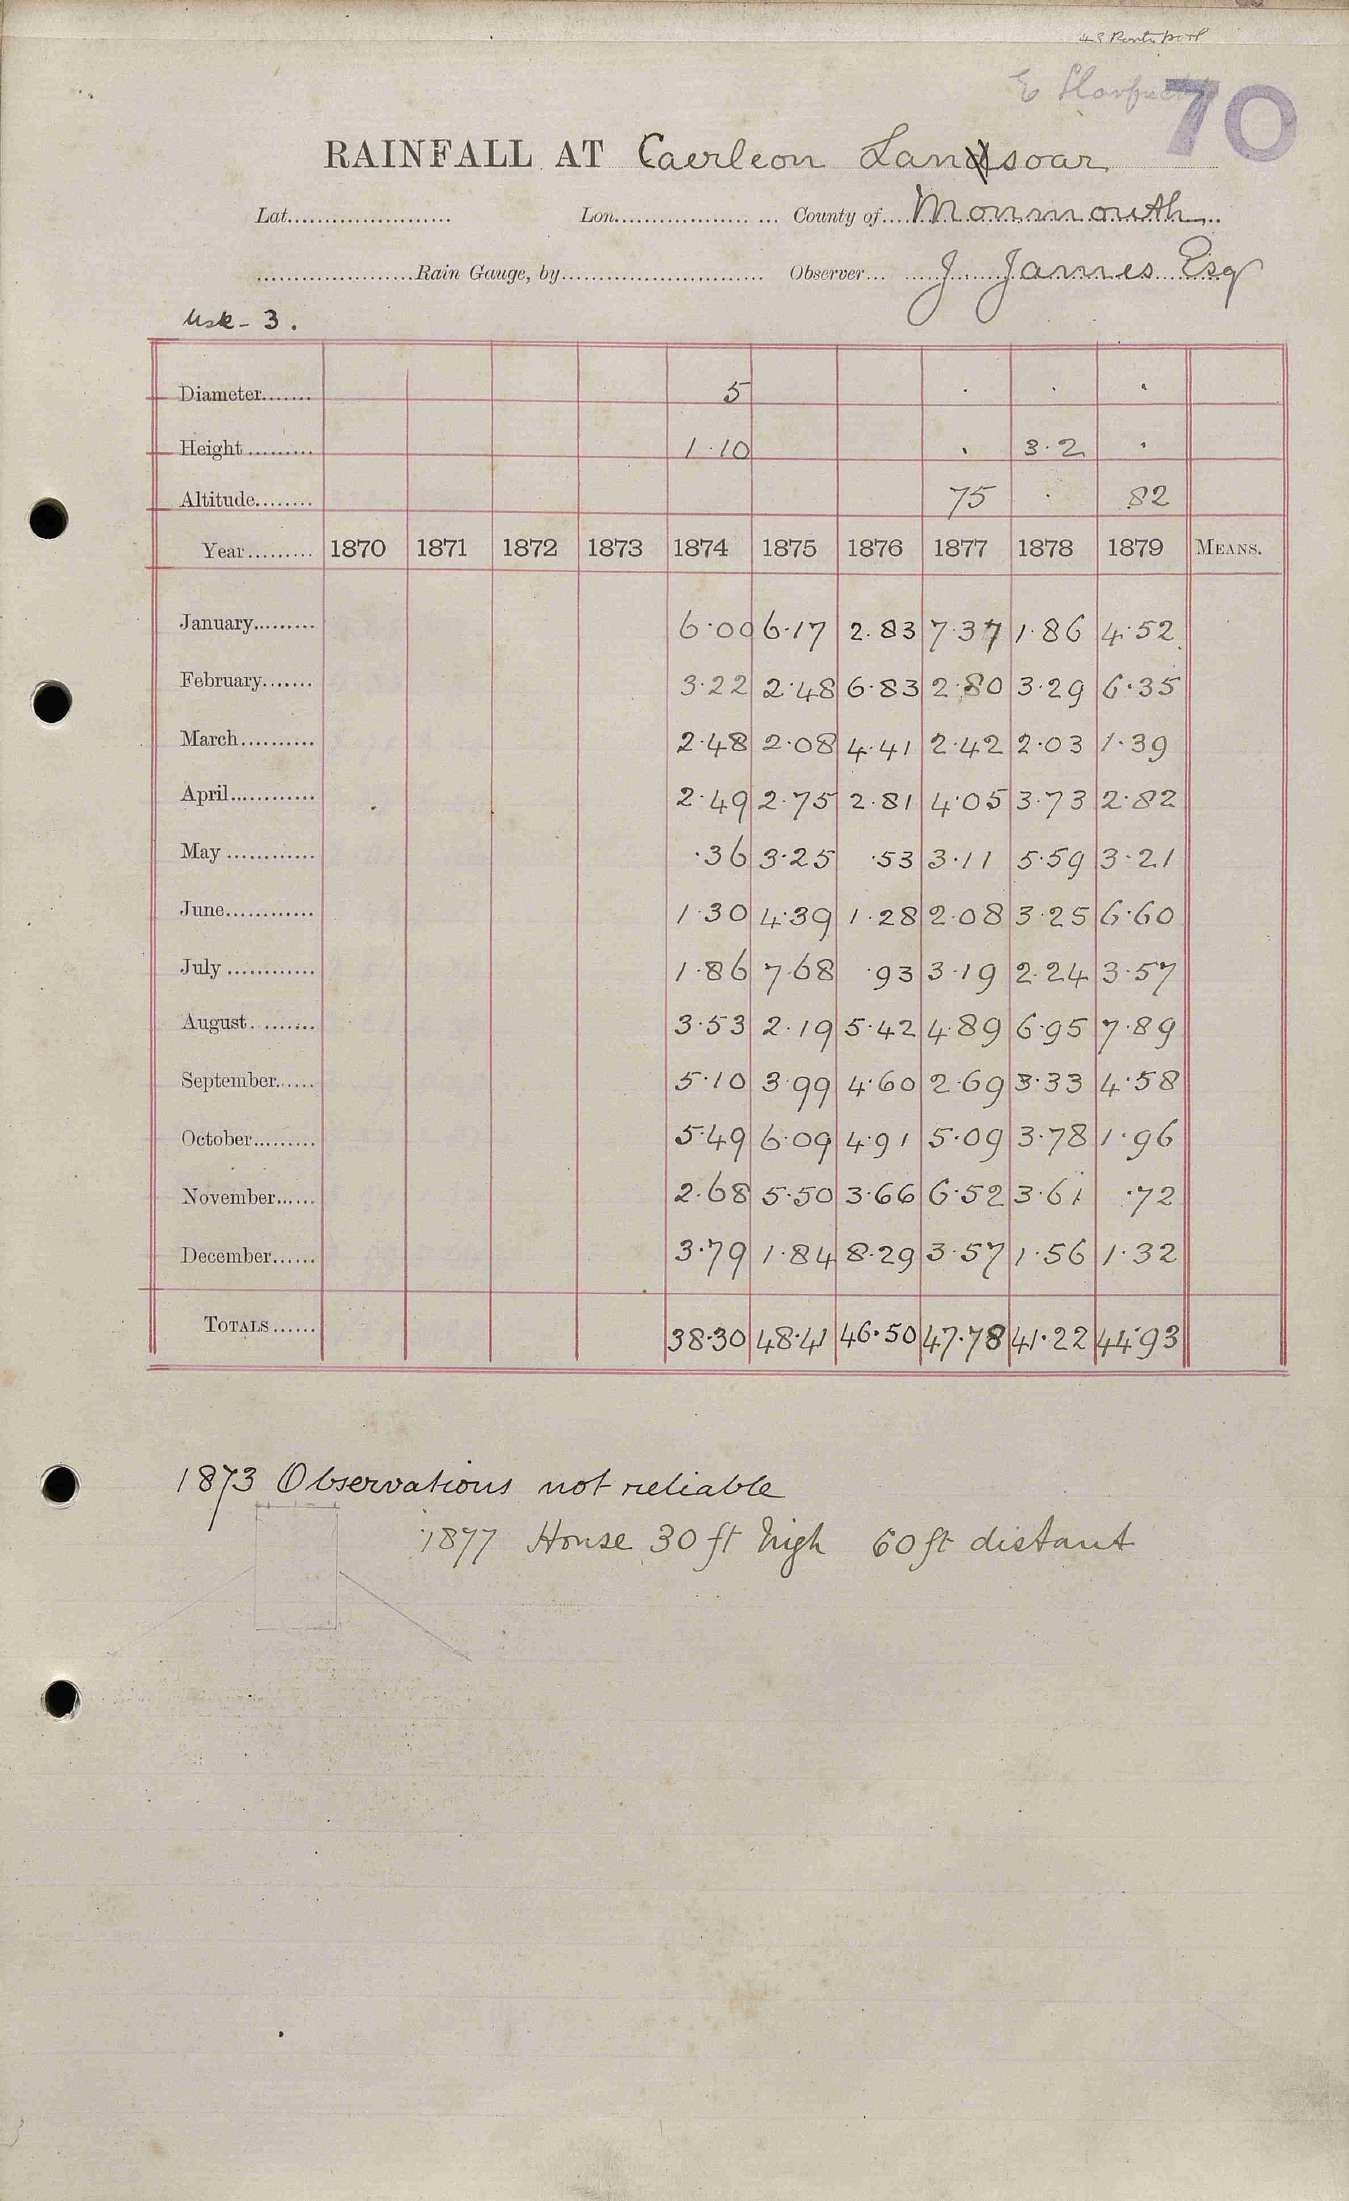 70
RAINFALL AT Caerleon Lansoar
Lat...................... Lon...................... County of....Monmouth
......................Rain Gauge, by............................ Observer... J James Esq
Usk - 3.
Diameter....... 5 . . .
Height ......... 1.10 . 3.2 .
Altitude........ 75 . 82
Year......... 1870 1871 1872 1873 1874 1875 1876 1877 1878 1879 MEANS.
January......... 6.00 6.17 2.83 7.37 1.86 4.52
February....... 3.22 2.48 6.83 2.80 3.29 6.35
March.......... 2.48 2.08 4.41 2.42 2.03 1.39
April............ 2.49 2.75 2.81 4.05 3.73 2.82
May ............ .36 3.25 .53 3.11 5.59 3.21
June............ 1.30 4.39 1.28 2.08 3.25 6.60
July ............ 1.86 7.68 .93 3.19 2.24 3.57
August......... 3.53 2.19 5.42 4.89 6.95 7.89
September...... 5.10 3.99 4.60 2.69 3.33 4.58
October......... 5.49 6.09 4.91 5.09 3.78 1.96
November...... 2.68 5.50 3.66 6.52 3.61 .72
December...... 3.79 1.84 8.29 3.57 1.56 1.32
TOTALS...... 38.30 48.41 46.50 47.78 41.22 44.93
1873 Observations not reliable
1877 House 30 ft high 60 ft distant